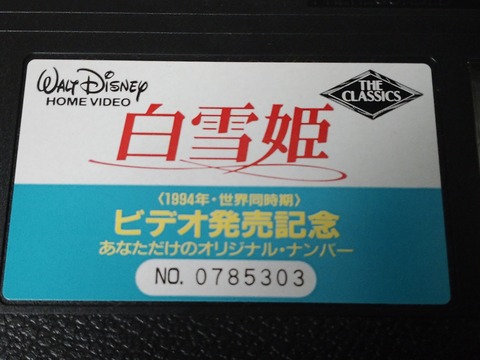 WALT DISNEY
HOME VIDEO
THE
CLASSICS
白雪姫
〈1994年・世界同時期〉
ビデオ発売記念
あなただけのオリジナル・ナンバー
NO. 0785303